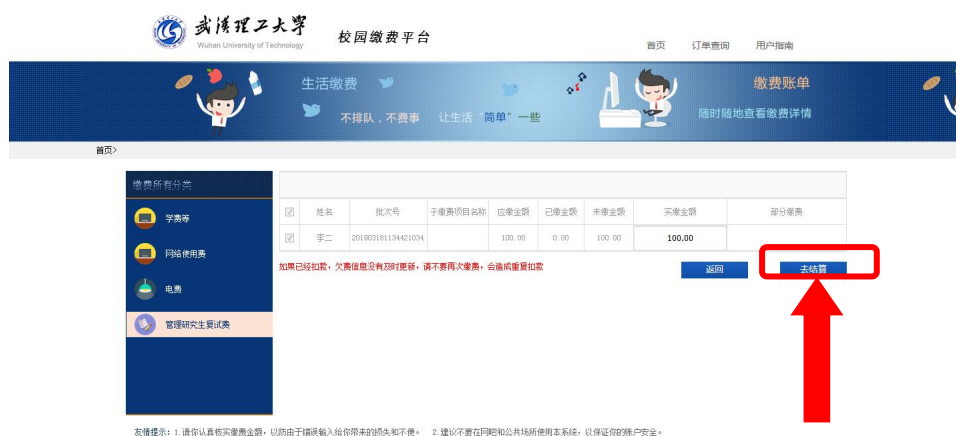 武汉理工大学
Wuhan University of Technology
校园缴费平台
首页 订单查询 用户指南
生活缴费
不排队,不费事 让生活“简单”一些
缴费账单
随时随地查看缴费详情
首页>
缴费所有分类
学费等
网络使用费
电费
管理研究生复试费
姓名 批次号 子缴费项目名称 应缴金额 已缴金额 未缴金额 实缴金额 部分缴费
李二 201903181134421034 100.00 0.00 100.00 100.00
如果已经扣款,欠费信息没有及时更新,请不要再次缴费,会造成重复扣款
返回 去结算
友情提示:1.请你认真核实缴费金额,以防由于错误输入给你带来的损失和不便。 2.建议不要在网吧和公共场所使用本系统,以保证你的账户安全。